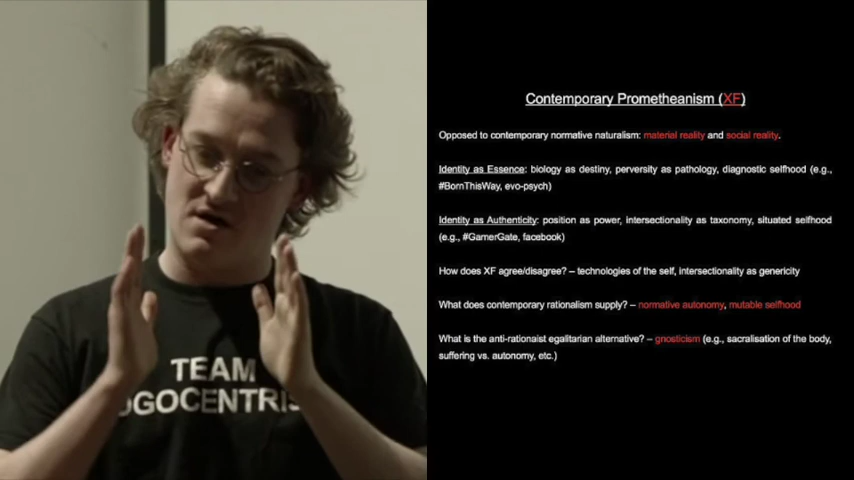 TEAM
OGOCENTRIS
Contemporary Prometheanism (XF)
Opposed to contemporary normative naturalism: material reality and social reality.
Identity as Essence: biology as destiny, perversity as pathology, diagnostic selfhood (e.g.,
#BornThisWay, evo-psych)
Identity as Authenticity: position as power, intersectionality as taxonomy, situated selfhood
(e.g., #GamerGate, facebook)
How does XF agree/disagree? – technologies of the self, intersectionality as genericity
What does contemporary rationalism supply? – normative autonomy, mutable selfhood
What is the anti-rationaist egalitarian alternative? – gnosticism (e.g., sacralisation of the body,
suffering vs. autonomy, etc.)